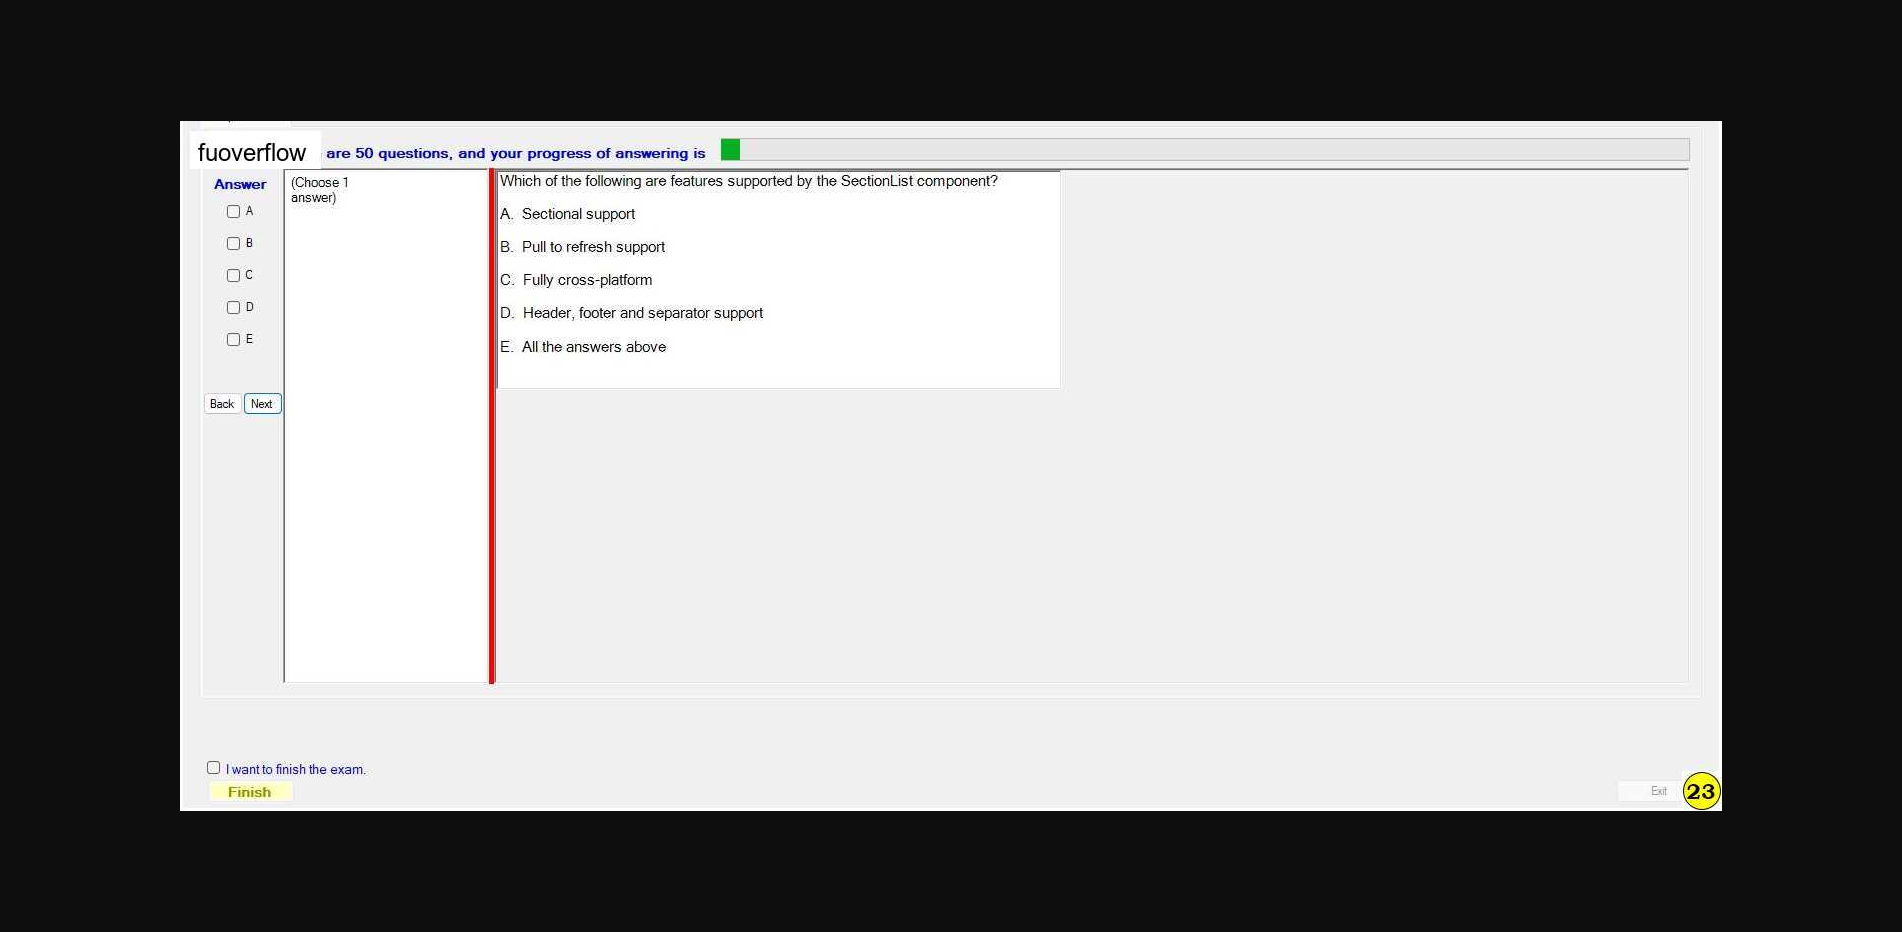 fuoverflow are 50 questions, and your progress of answering is
Answer
A
B
C
D
E
Back Next
(Choose 1
answer)
Which of the following are features supported by the SectionList component?
A. Sectional support
B. Pull to refresh support
C. Fully cross-platform
D. Header, footer and separator support
E. All the answers above
I want to finish the exam.
Finish
Exit
23